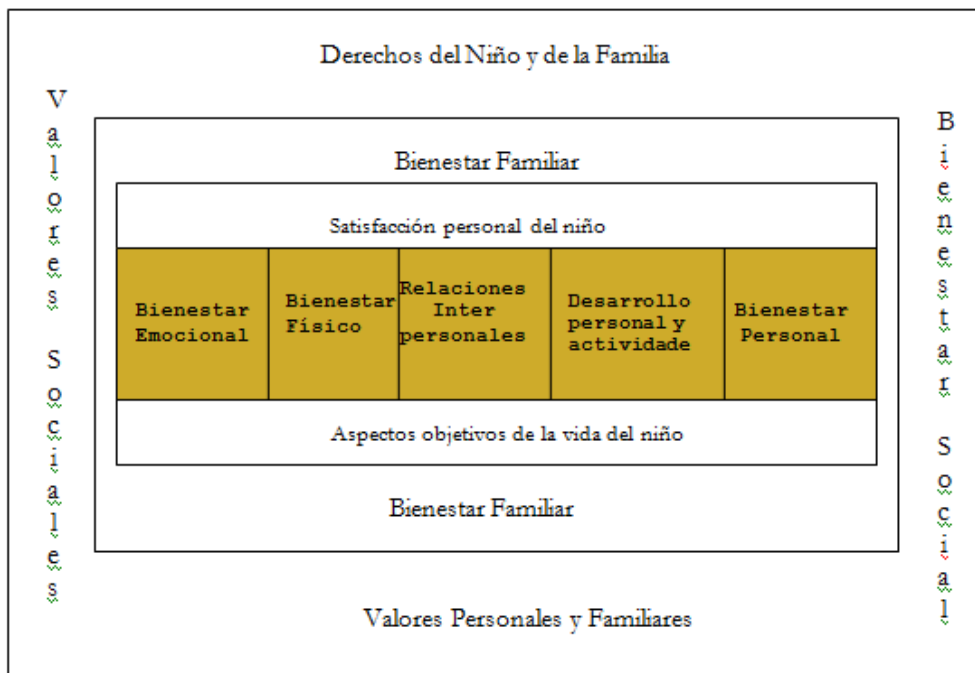 Derechos del Niño y de la Familia
Valores Sociales
Bienestar Familiar
Satisfacción personal del niño
Bienestar
Emocional
Bienestar
Físico
Relaciones
Inter
personales
Desarrollo
personal y
actividade
Bienestar
Personal
Aspectos objetivos de la vida del niño
Bienestar Familiar
Bienestar Social
Valores Personales y Familiares